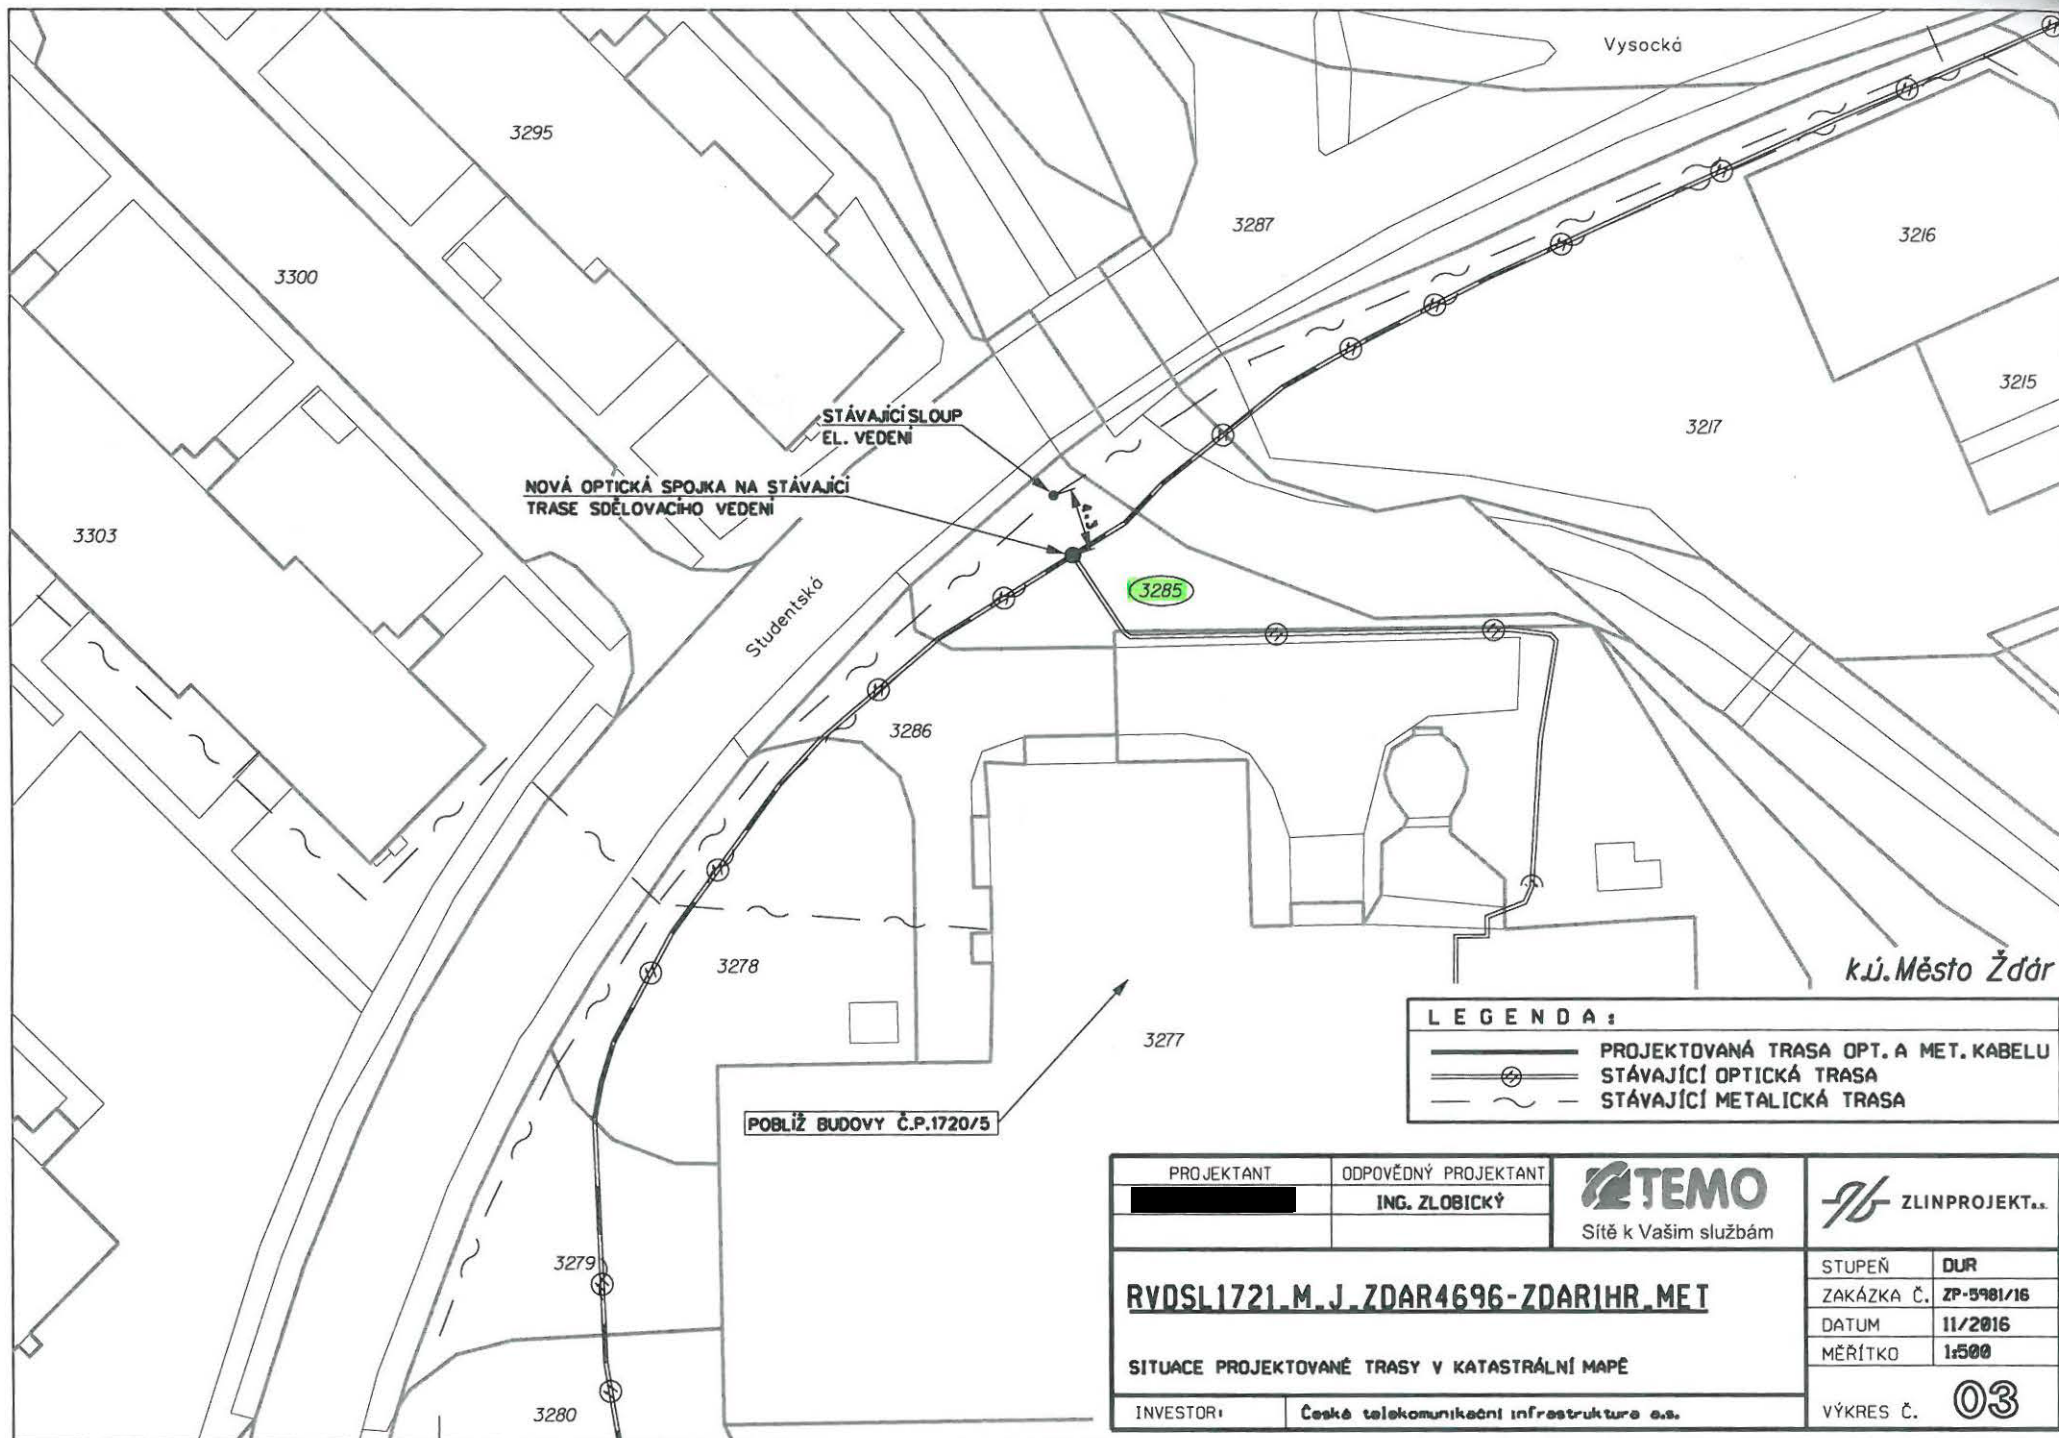 Vysocká
3295
3287
3216
3300
3215
STÁVAJÍCÍ SLOUP
EL. VEDENÍ
3217
NOVÁ OPTICKÁ SPOJKA NA STÁVAJÍCÍ
TRASE SDĚLOVACÍHO VEDENÍ
4.3
3303
3285
Studentská
3286
3278
k.ú. Město Žďár
3277
LEGENDA:
PROJEKTOVANÁ TRASA OPT. A MET. KABELU
STÁVAJÍCÍ OPTICKÁ TRASA
STÁVAJÍCÍ METALICKÁ TRASA
POBLÍŽ BUDOVY Č.P.1720/5
PROJEKTANT
ODPOVĚDNÝ PROJEKTANT
ING. ZLOBICKÝ
TEMO
Sítě k Vašim službám
ZLINPROJEKT a.s.
3279
RVDSL1721_M_J_ZDAR4696-ZDAR1HR_MET
STUPEŇ DUR
ZAKÁZKA Č. ZP-5981/16
DATUM 11/2016
MĚŘÍTKO 1:500
SITUACE PROJEKTOVANÉ TRASY V KATASTRÁLNÍ MAPĚ
3280
INVESTOR: Česká telekomunikační infrastruktura a.s.
VÝKRES Č. 03